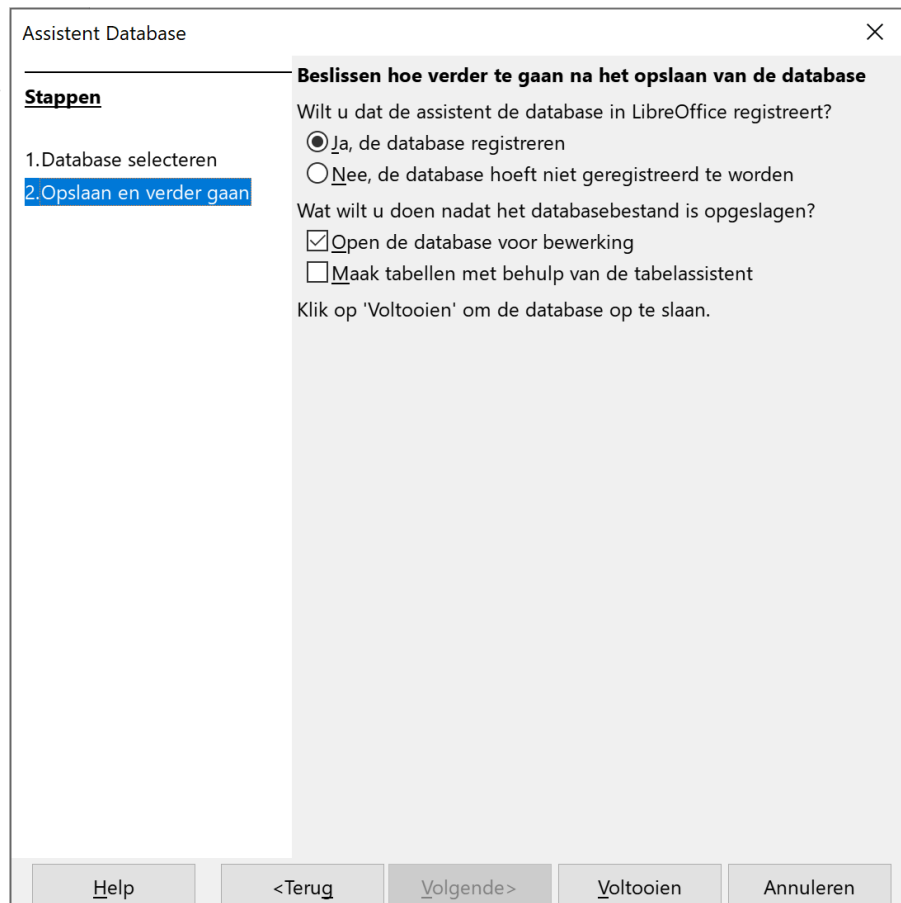 Assistent Database
Stappen
1.Database selecteren
2.Opslaan en verder gaan
Beslissen hoe verder te gaan na het opslaan van de database
Wilt u dat de assistent de database in LibreOffice registreert?
Ja, de database registreren
Nee, de database hoeft niet geregistreerd te worden
Wat wilt u doen nadat het databasebestand is opgeslagen?
Open de database voor bewerking
Maak tabellen met behulp van de tabelassistent
Klik op 'Voltooien' om de database op te slaan.
Help <Terug Volgende> Voltooien Annuleren